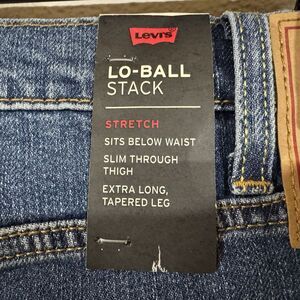 Levi's
LO-BALL
STACK
STRETCH
SITS BELOW WAIST
SLIM THROUGH
THIGH
EXTRA LONG,
TAPERED LEG